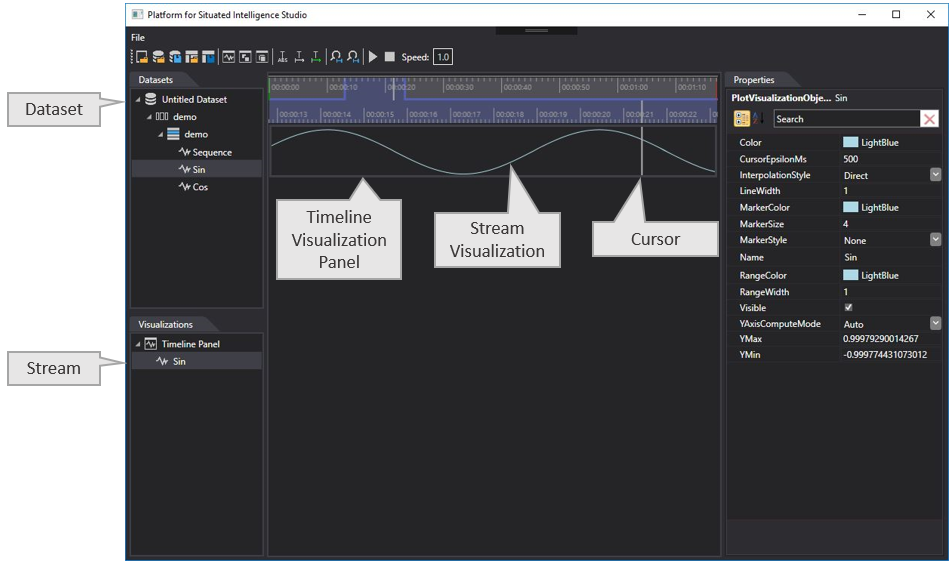 Platform for Situated Intelligence Studio
File
ABS
Speed: 1.0
Datasets
Untitled Dataset
demo
demo
Sequence
Sin
Cos
Dataset
00:00:00 00:00:10 00:00:20 00:00:30 00:00:40 00:00:50 00:01:00 00:01:10
00:00:13 00:00:14 00:00:15 00:00:16 00:00:17 00:00:18 00:00:19 00:00:20 00:00:21 00:00:22
Timeline
Visualization
Panel
Stream
Visualization
Cursor
Visualizations
Timeline Panel
Sin
Stream
Properties
PlotVisualizationObje... Sin
Search
Color LightBlue
CursorEpsilonMs 500
InterpolationStyle Direct
LineWidth 1
MarkerColor LightBlue
MarkerSize 4
MarkerStyle None
Name Sin
RangeColor LightBlue
RangeWidth 1
Visible
YAxisComputeMode Auto
YMax 0.99979290014267
YMin -0.999774431073012